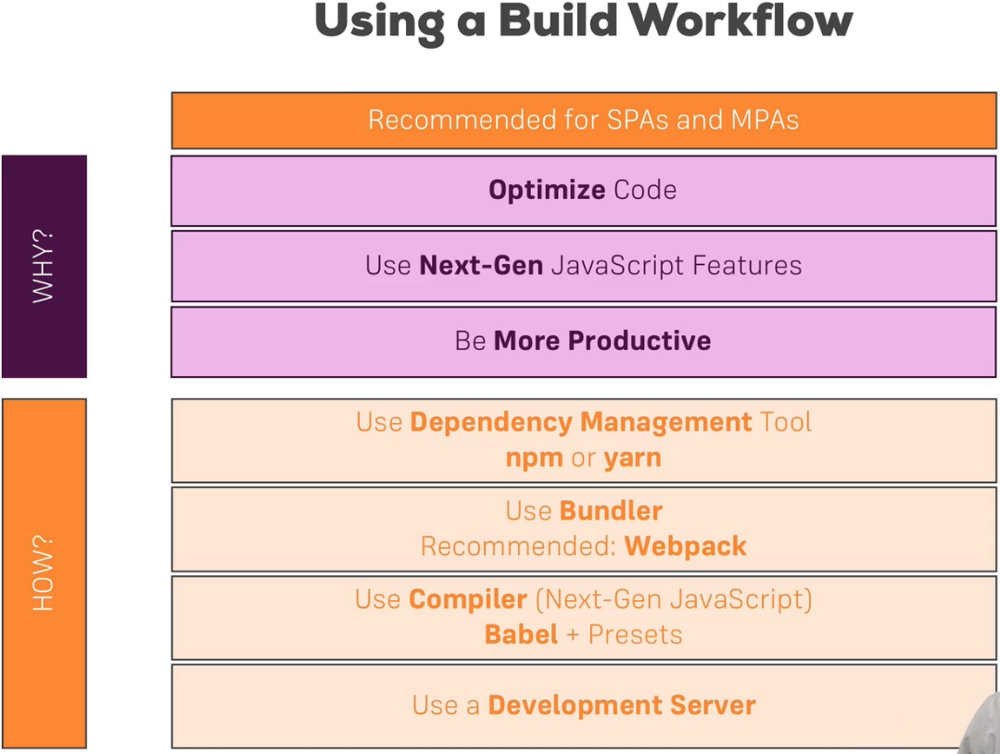 Using a Build Workflow
Recommended for SPAs and MPAs
WHY?
Optimize Code
Use Next-Gen JavaScript Features
Be More Productive
HOW?
Use Dependency Management Tool
npm or yarn
Use Bundler
Recommended: Webpack
Use Compiler (Next-Gen JavaScript)
Babel + Presets
Use a Development Server